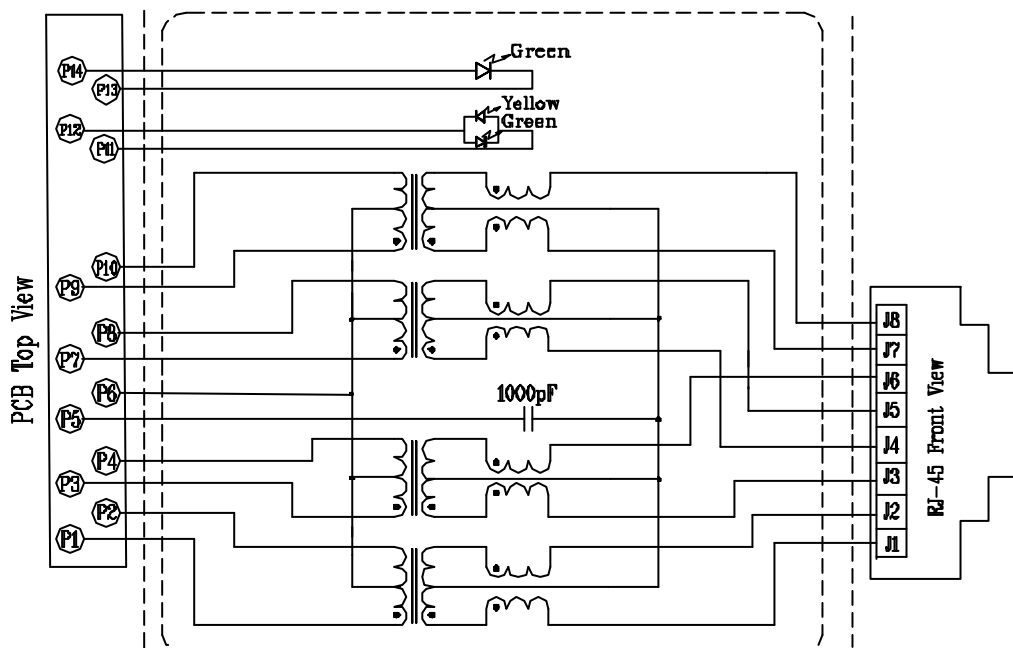 PCB Top View
P14
P13
P12
P11
P10
P9
P8
P7
P6
P5
P4
P3
P2
P1
Green
Yellow
Green
1000pF
J8
J7
J6
J5
J4
J3
J2
J1
RJ-45 Front View